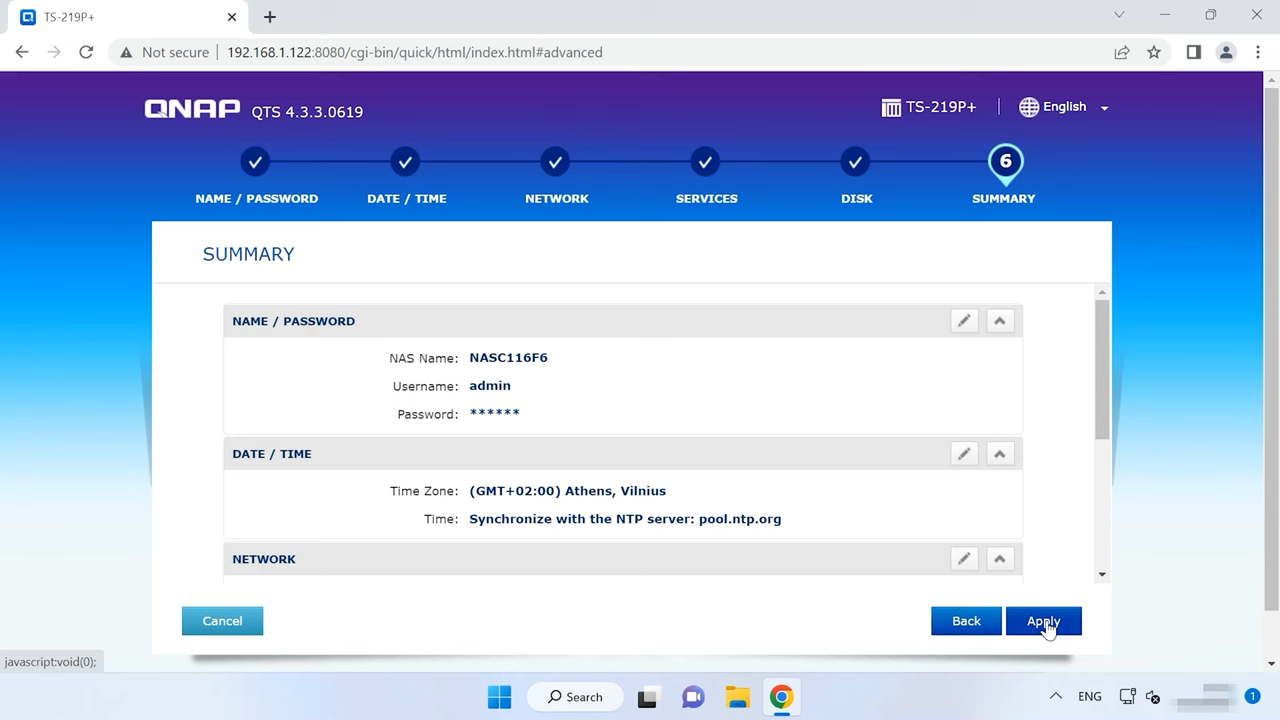 TS-219P+
Not secure 192.168.1.122:8080/cgi-bin/quick/html/index.html#advanced
QNAP QTS 4.3.3.0619 TS-219P+ English
6
NAME / PASSWORD DATE / TIME NETWORK SERVICES DISK SUMMARY
SUMMARY
NAME / PASSWORD
NAS Name: NASC116F6
Username: admin
Password: ******
DATE / TIME
Time Zone: (GMT+02:00) Athens, Vilnius
Time: Synchronize with the NTP server: pool.ntp.org
NETWORK
Cancel Back Apply
javascript:void(0);
Search ENG 1